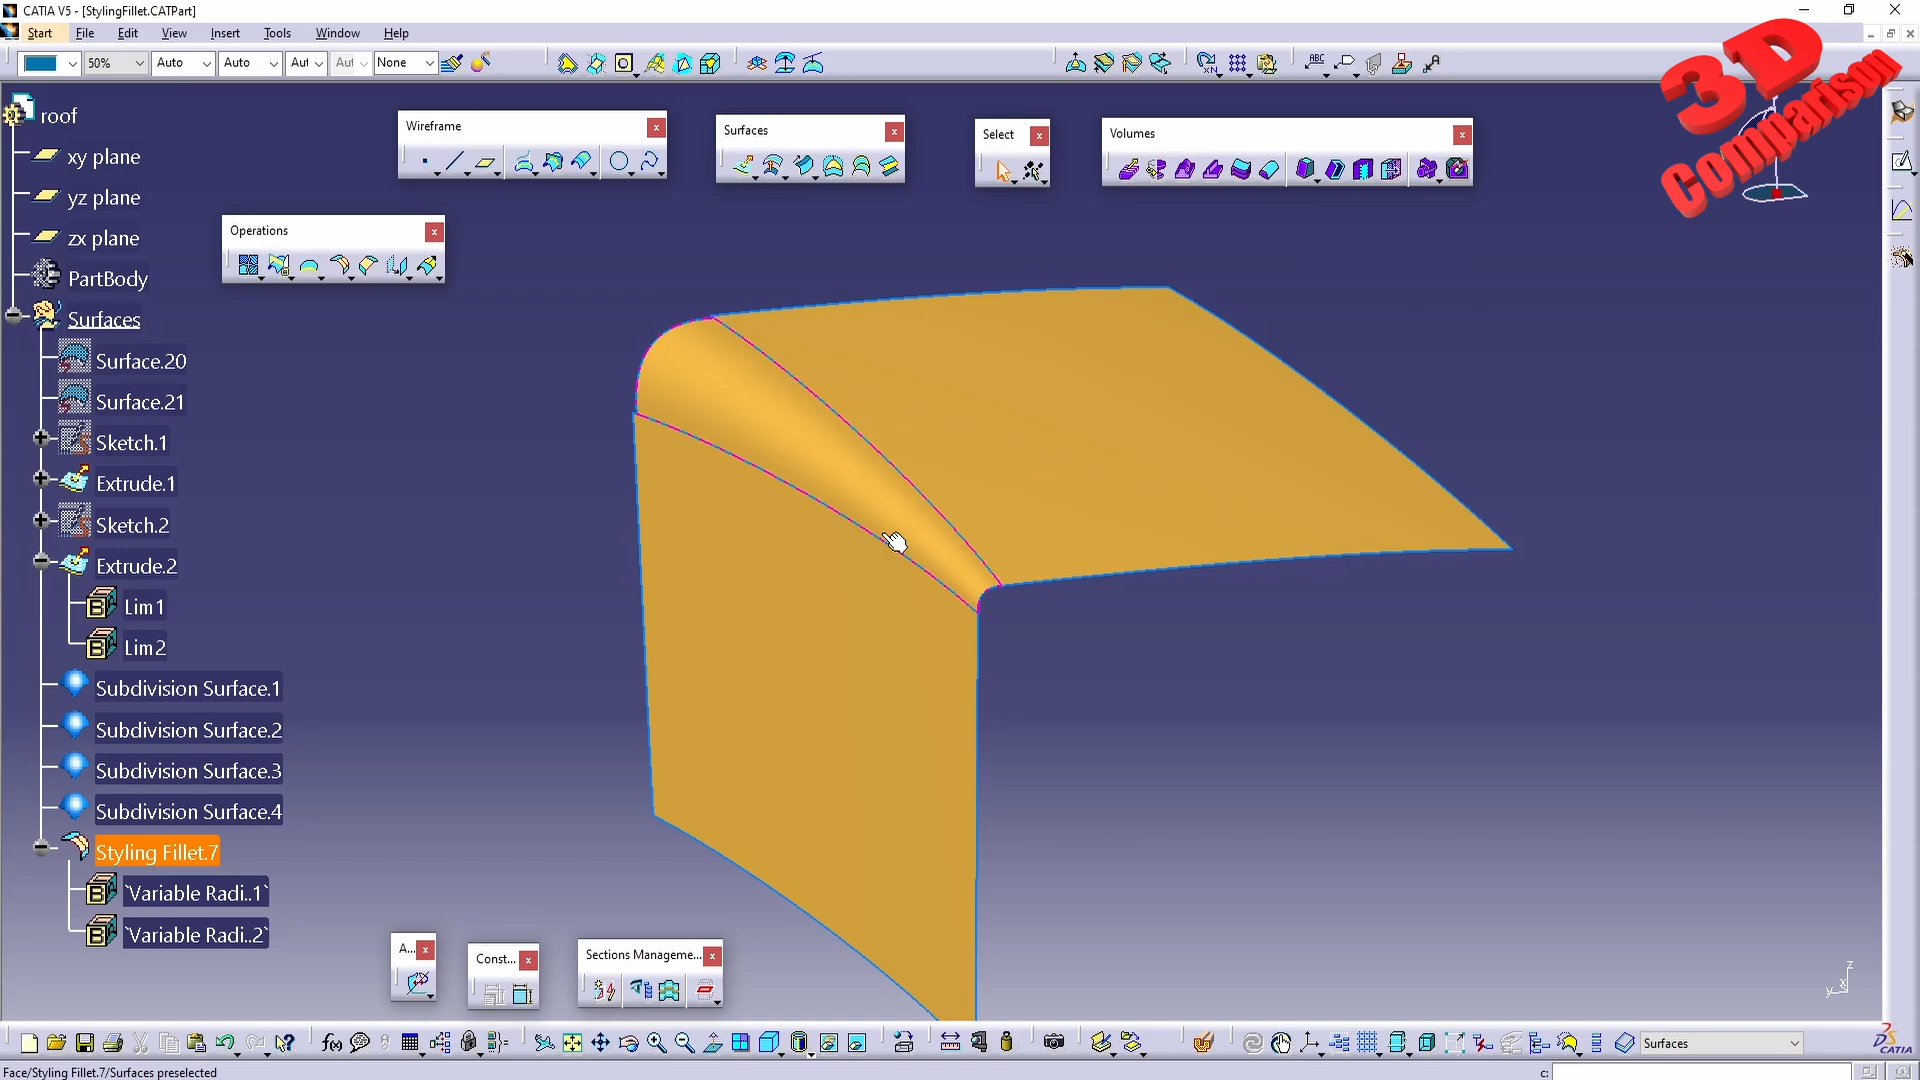 CATIA V5 - [StylingFillet.CATPart]
Start File Edit View Insert Tools Window Help
50% Auto Auto Aut Aut None
ABC
3D
Comparison
roof
xy plane
yz plane
zx plane
PartBody
Surfaces
Surface.20
Surface.21
Sketch.1
Extrude.1
Sketch.2
Extrude.2
Lim1
Lim2
Subdivision Surface.1
Subdivision Surface.2
Subdivision Surface.3
Subdivision Surface.4
Styling Fillet.7
`Variable Radi..1`
`Variable Radi..2`
Wireframe
Surfaces
Select
Volumes
Operations
A...
Const...
Sections Manageme...
z
y x
f(x)
Surfaces
CATIA
Face/Styling Fillet.7/Surfaces preselected
c: